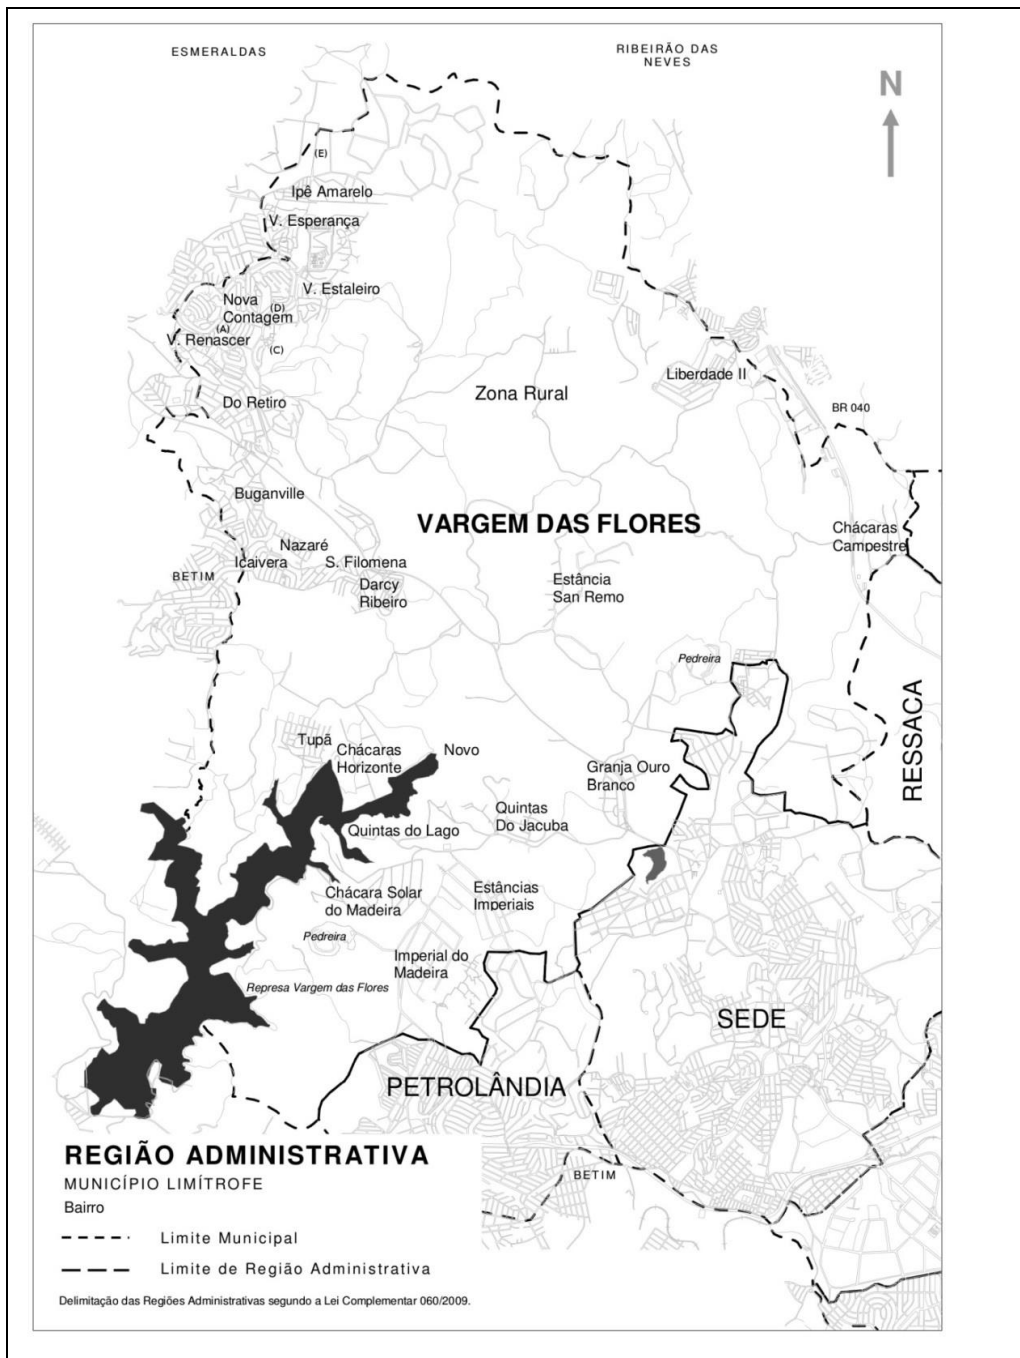 ESMERALDAS
RIBEIRÃO DAS
NEVES
N
(E)
Ipê Amarelo
V. Esperança
V. Estaleiro
Nova
Contagem
(D)
(A)
V. Renascer
(C)
Liberdade II
Zona Rural
Do Retiro
BR 040
Buganville
VARGEM DAS FLORES
Chácaras
Campestre
Nazaré
Icaivera
S. Filomena
BETIM
Darcy
Ribeiro
Estância
San Remo
Pedreira
RESSACA
Tupã
Chácaras
Horizonte
Novo
Granja Ouro
Branco
Quintas
Do Jacuba
Quintas do Lago
Chácara Solar
do Madeira
Estâncias
Imperiais
Pedreira
Imperial do
Madeira
Represa Vargem das Flores
SEDE
PETROLÂNDIA
BETIM
REGIÃO ADMINISTRATIVA
MUNICÍPIO LIMÍTROFE
Bairro
Limite Municipal
Limite de Região Administrativa
Delimitação das Regiões Administrativas segundo a Lei Complementar 060/2009.